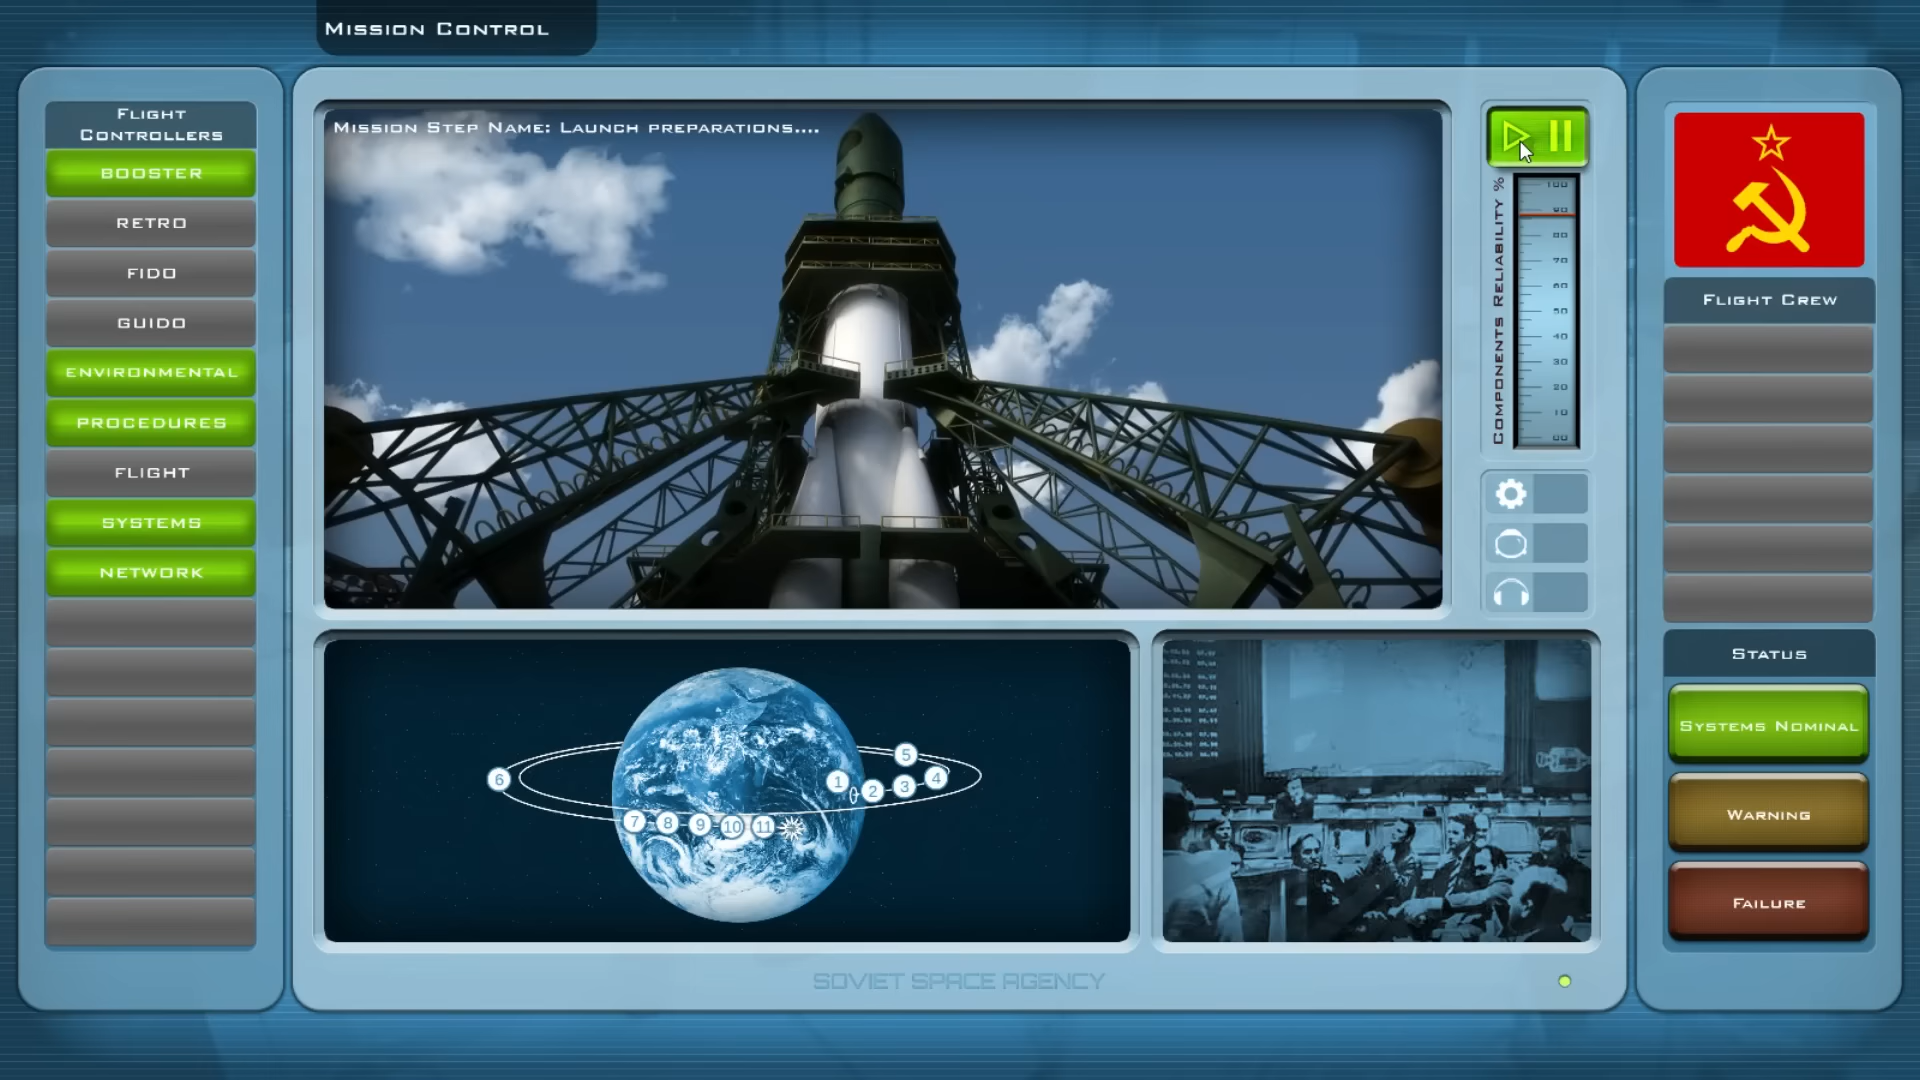 Mission Control
Flight
Controllers
BOOSTER
RETRO
FIDO
GUIDO
ENVIRONMENTAL
PROCEDURES
FLIGHT
SYSTEMS
NETWORK
Mission Step Name: Launch preparations....
Components Reliability %
100
90
80
70
60
50
40
30
20
10
00
1
2
3
4
5
6
7
8
9
10
11
SOVIET SPACE AGENCY
Flight Crew
Status
Systems Nominal
Warning
Failure